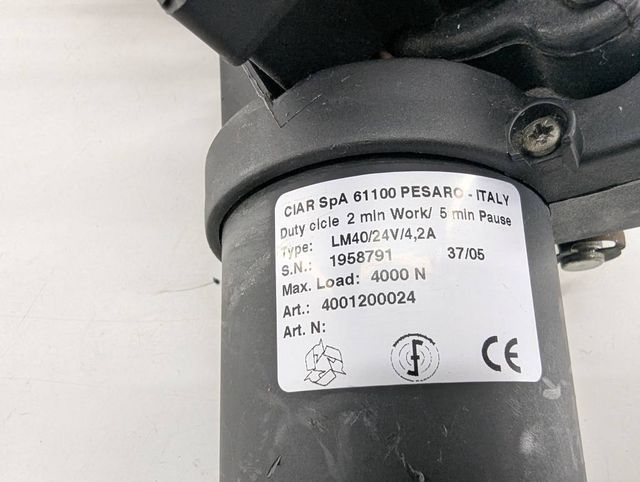 CIAR SpA 61100 PESARO - ITALY
Duty cicle 2 min Work/ 5 min Pause
Type: LM40/24V/4,2A
S.N.: 1958791 37/05
Max. Load: 4000 N
Art.: 4001200024
Art. N:
CE